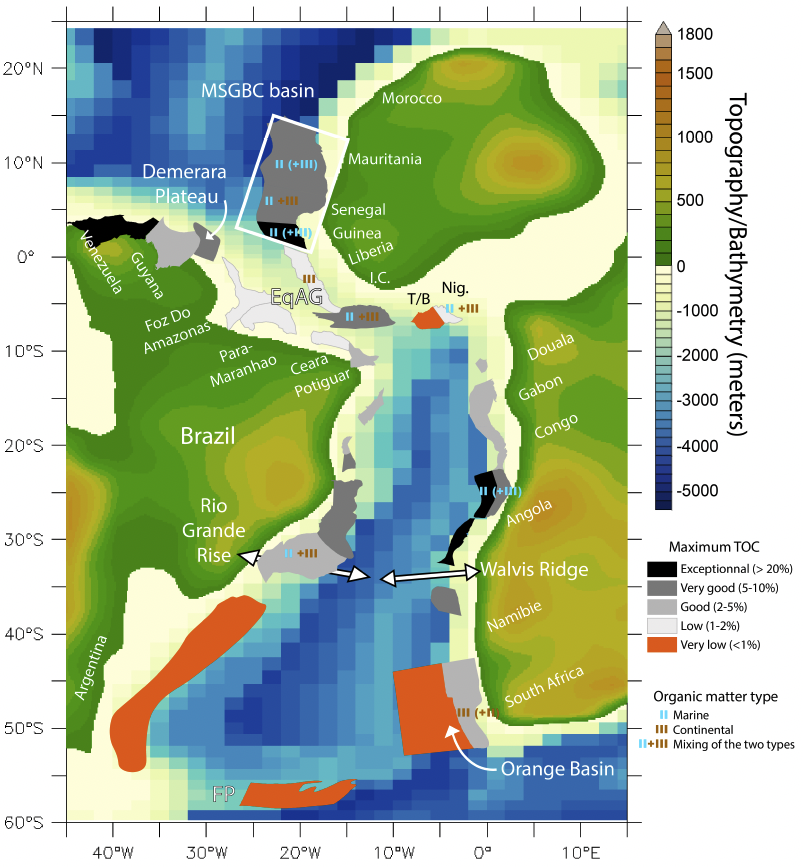 20°N
10°N
0°
10°S
20°S
30°S
40°S
50°S
60°S
40°W
30°W
20°W
10°W
0°
10°E
MSGBC basin
Morocco
II (+III)
Mauritania
Demerara
Plateau
II +III
Senegal
II (+III)
Guinea
Liberia
Venezuela
Guyana
III
I.C.
EqAG
Nig.
T/B
II +III
II +III
Foz Do
Amazonas
Para-
Maranhao
Ceara
Potiguar
Douala
Gabon
Congo
Brazil
II (+III)
Angola
Rio
Grande
Rise
II +III
Walvis Ridge
Namibie
Argentina
South Africa
III (+II
Orange Basin
FP
1800
1500
1000
500
0
-1000
-2000
-3000
-4000
-5000
Topography/Bathymetry (meters)
Maximum TOC
Exceptionnal (> 20%)
Very good (5-10%)
Good (2-5%)
Low (1-2%)
Very low (<1%)
Organic matter type
II Marine
III Continental
II+III Mixing of the two types